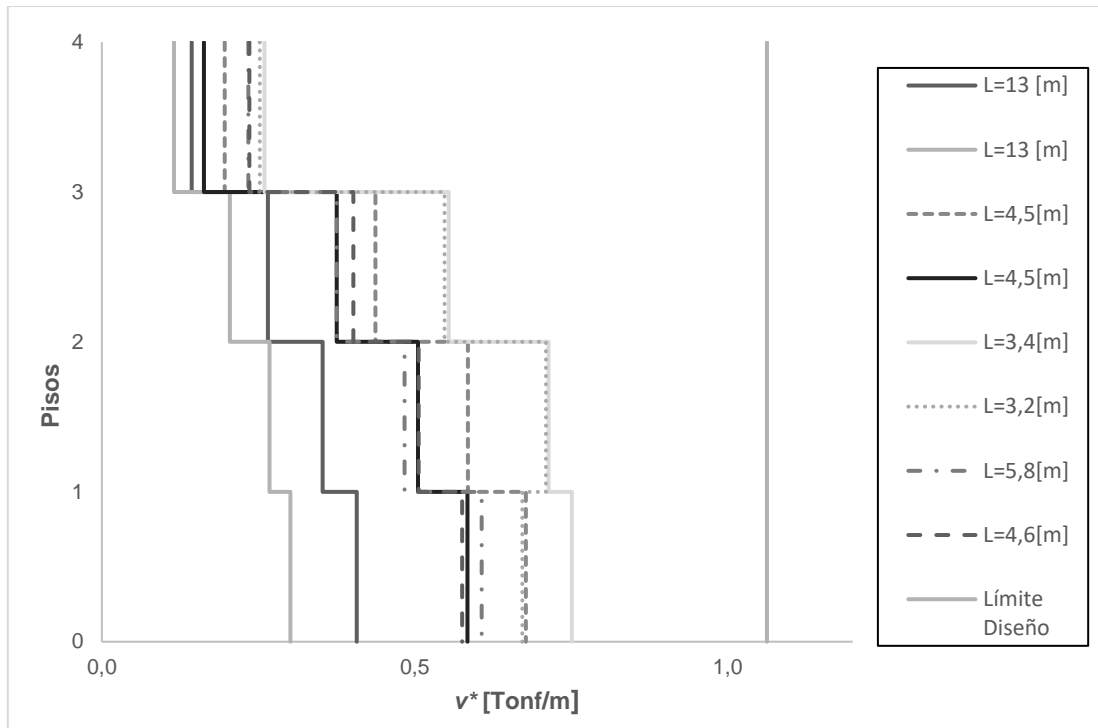 4
3
2
1
0
Pisos
0,0
0,5
1,0
v* [Tonf/m]
L=13 [m]
L=13 [m]
L=4,5[m]
L=4,5[m]
L=3,4[m]
L=3,2[m]
L=5,8[m]
L=4,6[m]
Límite
Diseño